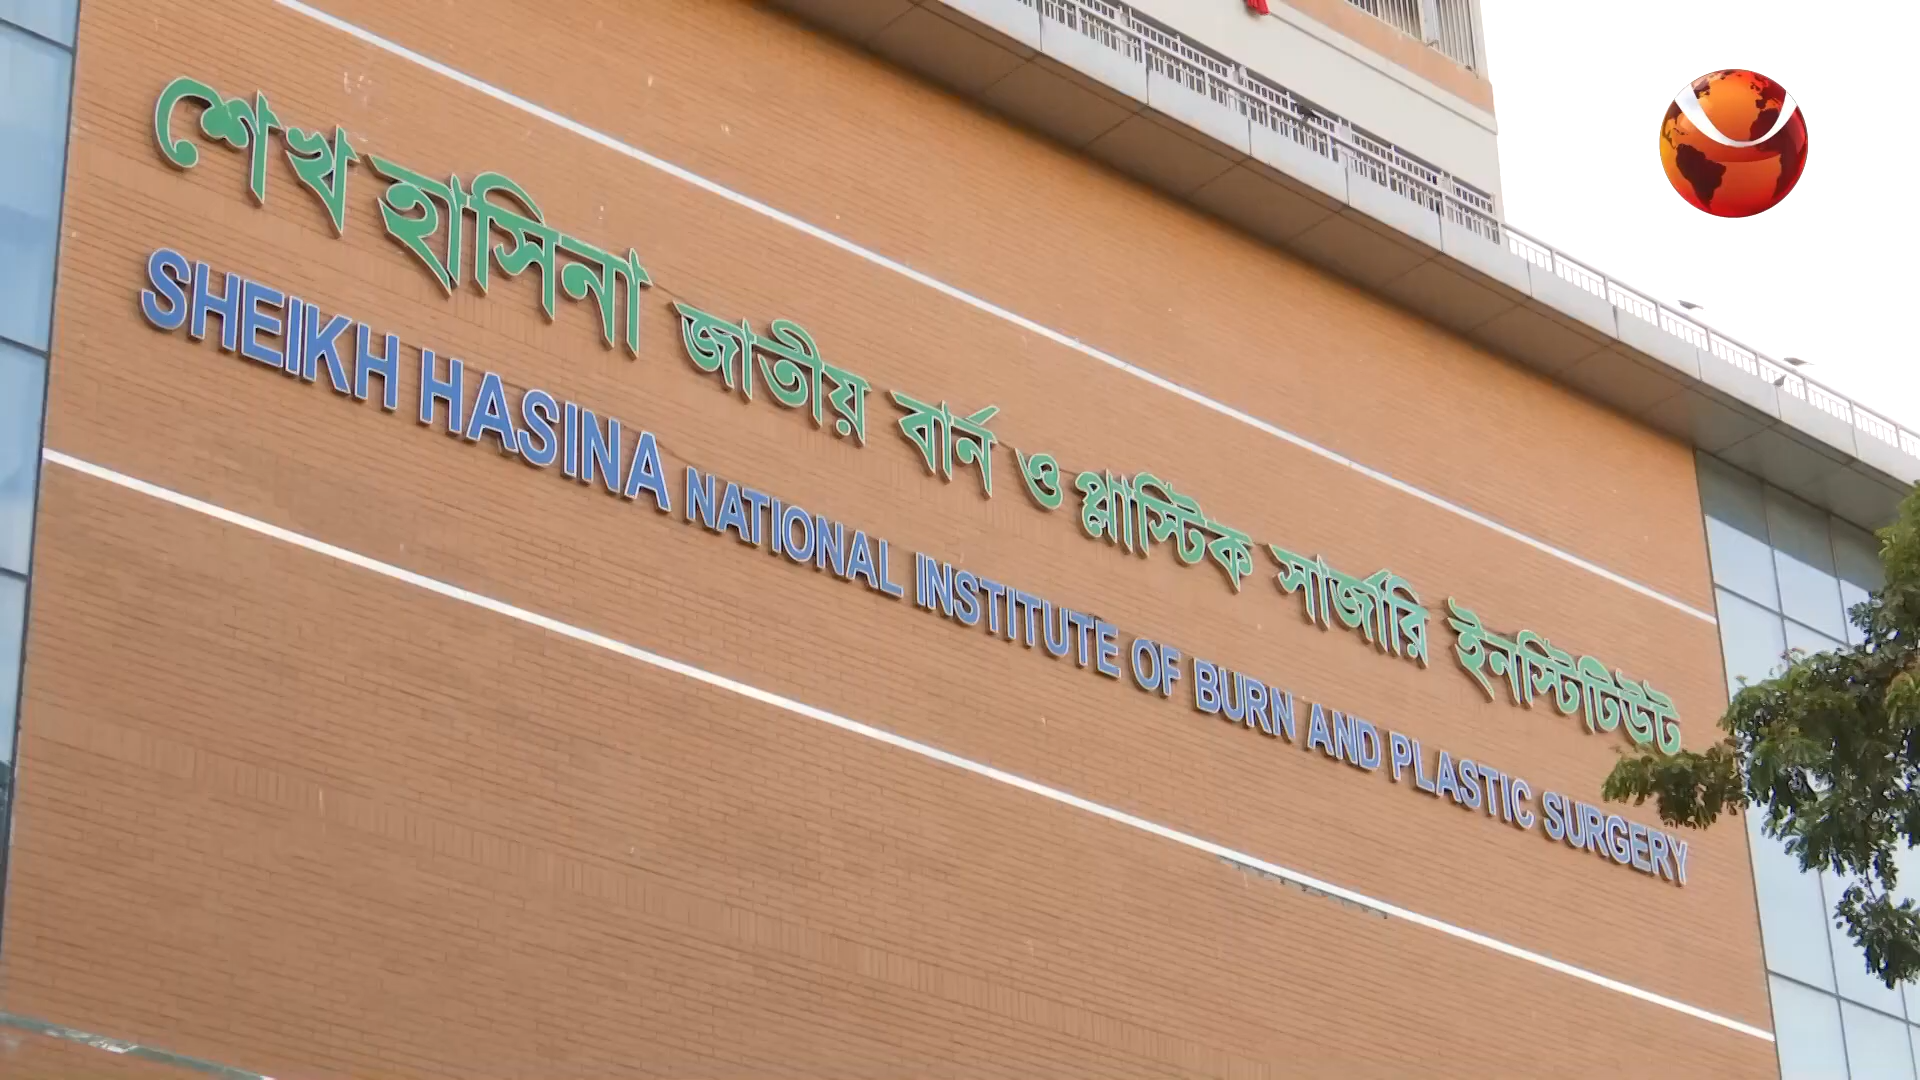 শেখ হাসিনা জাতীয় বার্ন ও প্লাস্টিক সার্জারি ইনস্টিটিউট
SHEIKH HASINA NATIONAL INSTITUTE OF BURN AND PLASTIC SURGERY